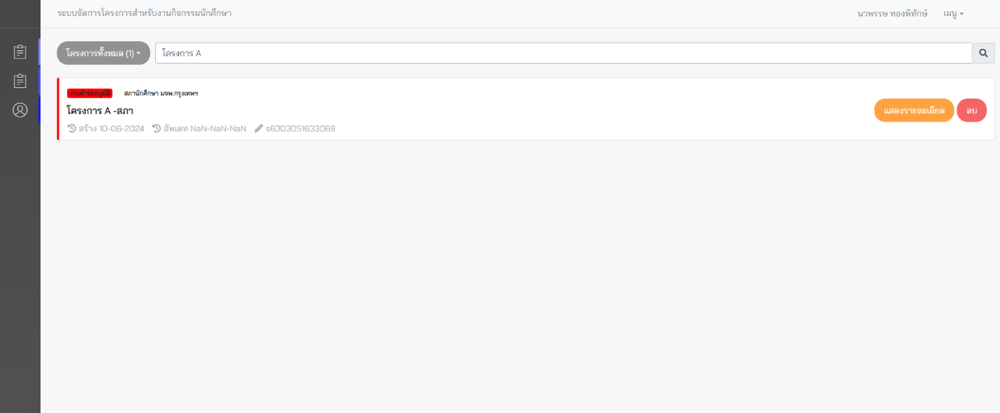 ระบบจัดการโครงการสำหรับงานกิจกรรมนักศึกษา
นวพรรษ ทองพิทักษ์ เมนู
โครงการทั้งหมด (1)
โครงการ A
ร่างคำขออนุมัติ สภานักศึกษา มจพ.กรุงเทพฯ
โครงการ A -สภา
แสดงรายละเอียด ลบ
สร้าง 10-06-2024 อัพเดท NaN-NaN-NaN s6303051633069